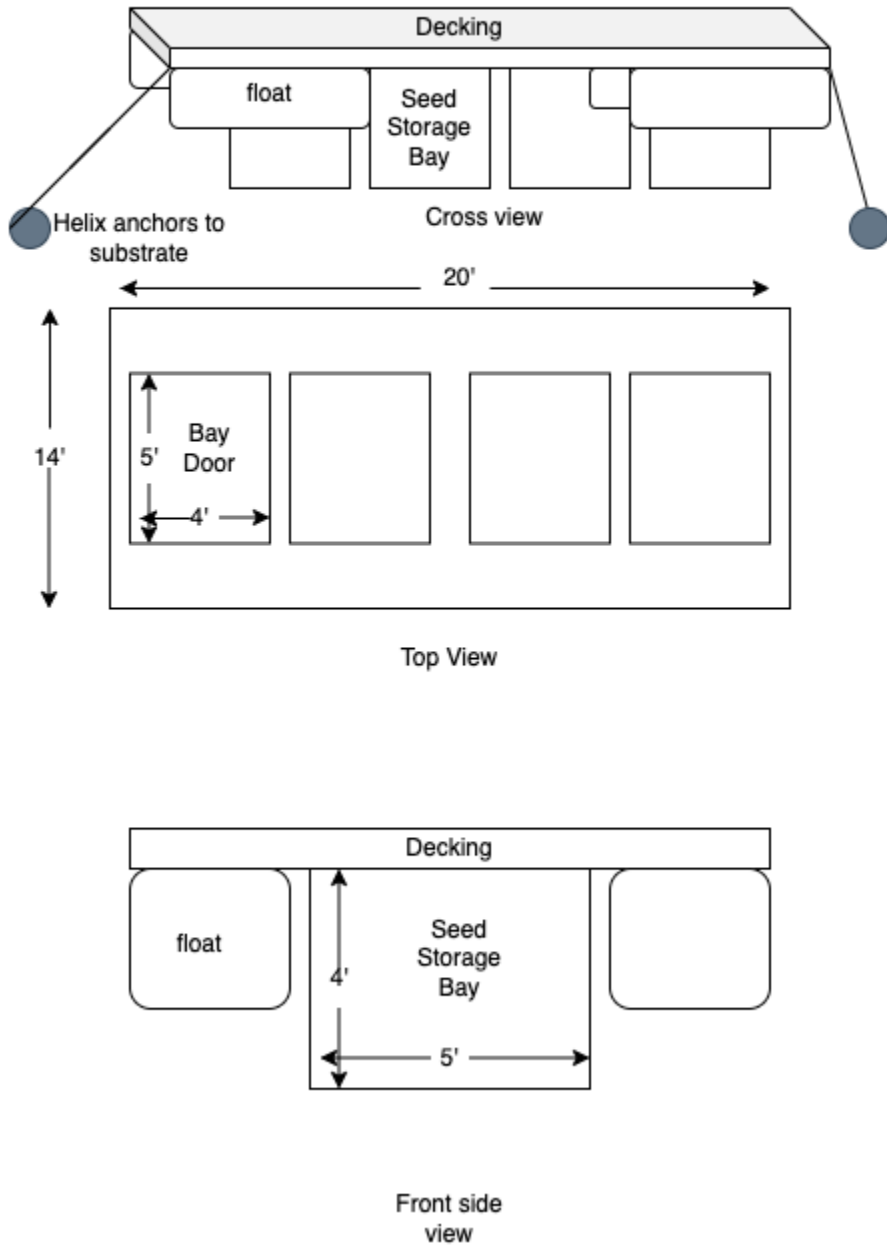 Decking
float
Seed
Storage
Bay
Helix anchors to
substrate
Cross view
20'
14'
Bay
Door
5'
4'
Top View
Decking
float
Seed
Storage
Bay
4'
5'
Front side
view